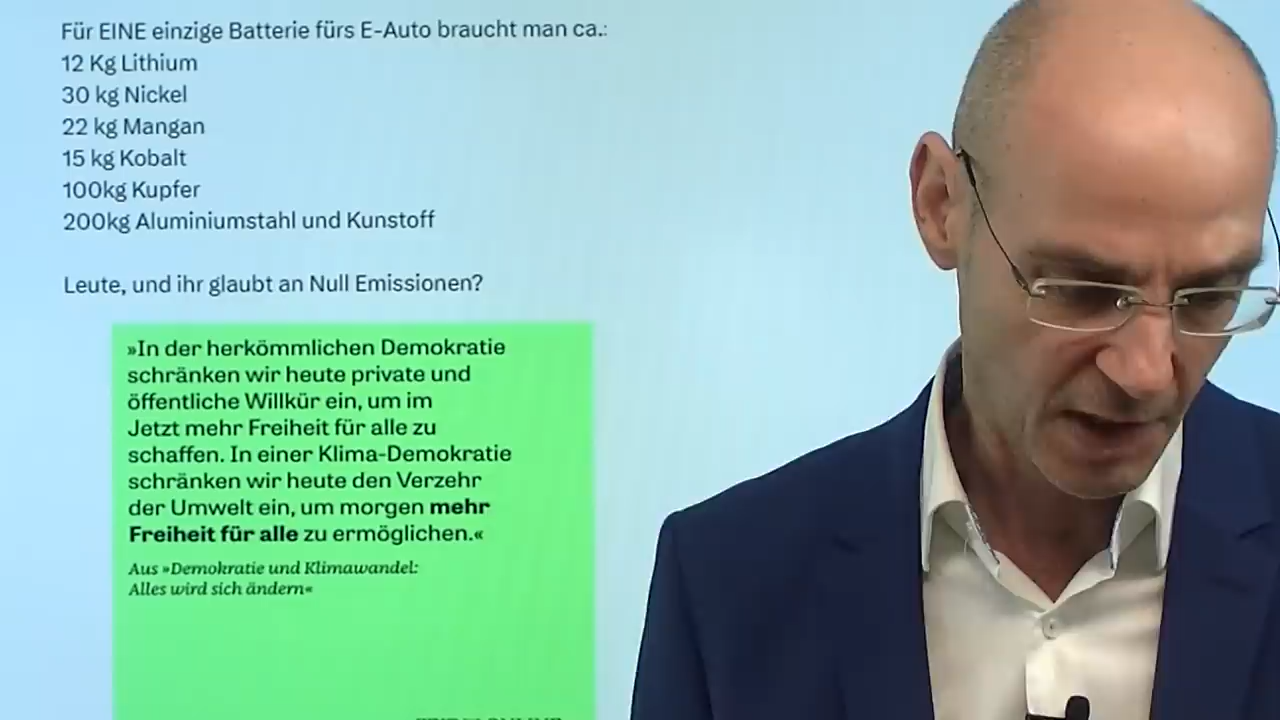 Für EINE einzige Batterie fürs E-Auto braucht man ca.:
12 Kg Lithium
30 kg Nickel
22 kg Mangan
15 kg Kobalt
100kg Kupfer
200kg Aluminiumstahl und Kunstoff
Leute, und ihr glaubt an Null Emissionen?
»In der herkömmlichen Demokratie
schränken wir heute private und
öffentliche Willkür ein, um im
Jetzt mehr Freiheit für alle zu
schaffen. In einer Klima-Demokratie
schränken wir heute den Verzehr
der Umwelt ein, um morgen mehr
Freiheit für alle zu ermöglichen.«
Aus »Demokratie und Klimawandel:
Alles wird sich ändern«